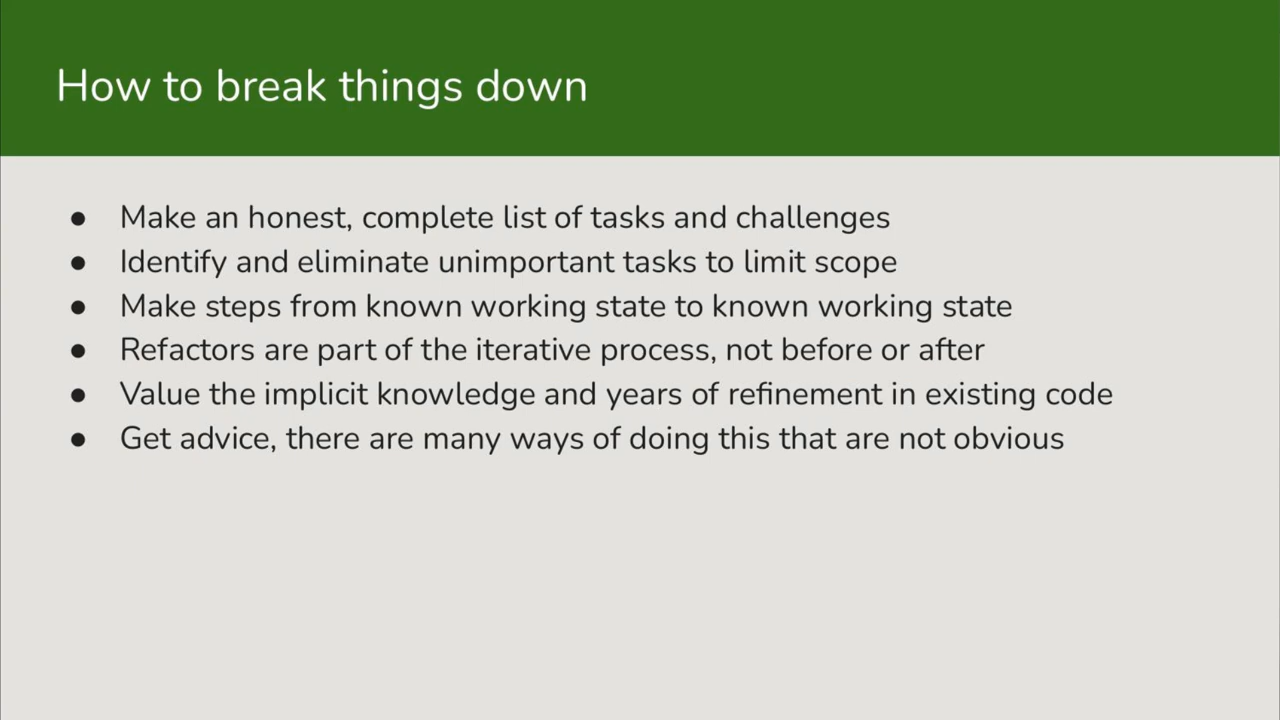 How to break things down
● Make an honest, complete list of tasks and challenges
● Identify and eliminate unimportant tasks to limit scope
● Make steps from known working state to known working state
● Refactors are part of the iterative process, not before or after
● Value the implicit knowledge and years of refinement in existing code
● Get advice, there are many ways of doing this that are not obvious